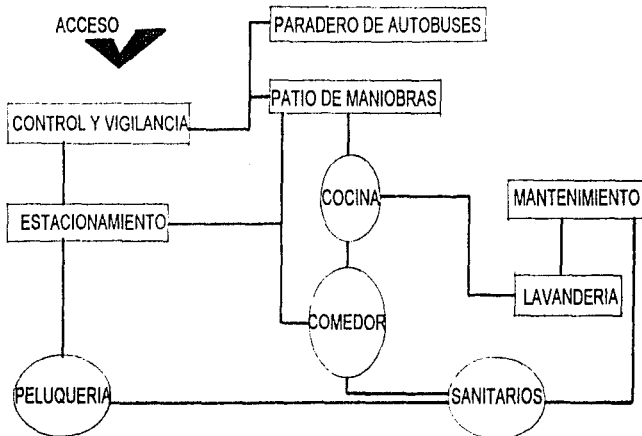 ACCESO
PARADERO DE AUTOBUSES
PATIO DE MANIOBRAS
CONTROL Y VIGILANCIA
COCINA
MANTENIMIENTO
ESTACIONAMIENTO
LAVANDERIA
COMEDOR
PELUQUERIA
SANITARIOS